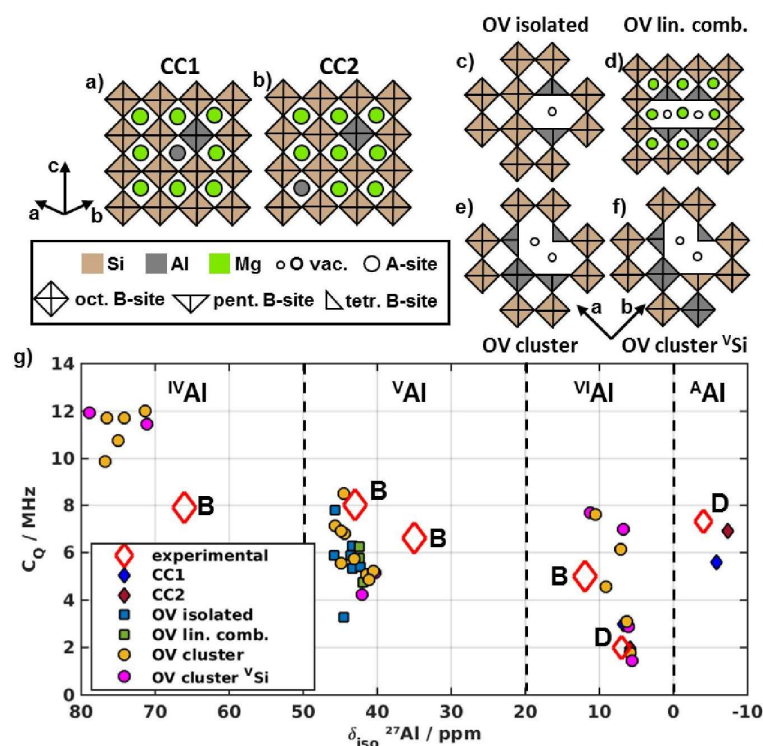 OV isolated
OV lin. comb.
CC1
CC2
a)
b)
c)
d)
c
a
b
e)
f)
Si
Al
Mg
o O vac.
A-site
oct. B-site
pent. B-site
tetr. B-site
a
b
OV cluster
OV cluster ⱽSi
g)
14
12
10
8
6
4
2
0
C_Q / MHz
ᴵⱽAl
ⱽAl
ⱽᴵAl
ᴬAl
B
B
B
B
D
D
experimental
CC1
CC2
OV isolated
OV lin. comb.
OV cluster
OV cluster ⱽSi
80 70 60 50 40 30 20 10 0 -10
δ_iso ²⁷Al / ppm